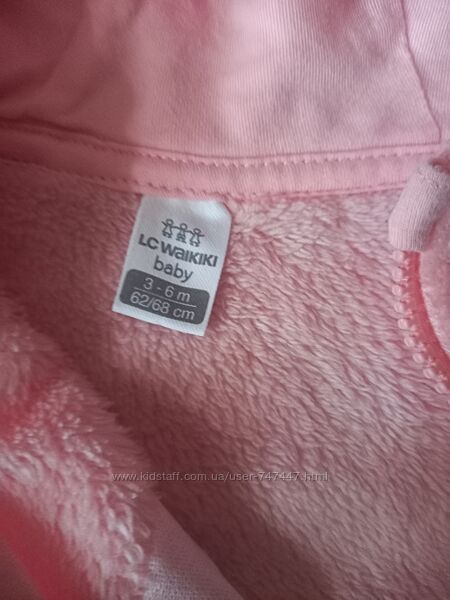 LC WAIKIKI
baby
3 - 6 m
62/68 cm
www.kidstaff.com.ua/user-747447.html